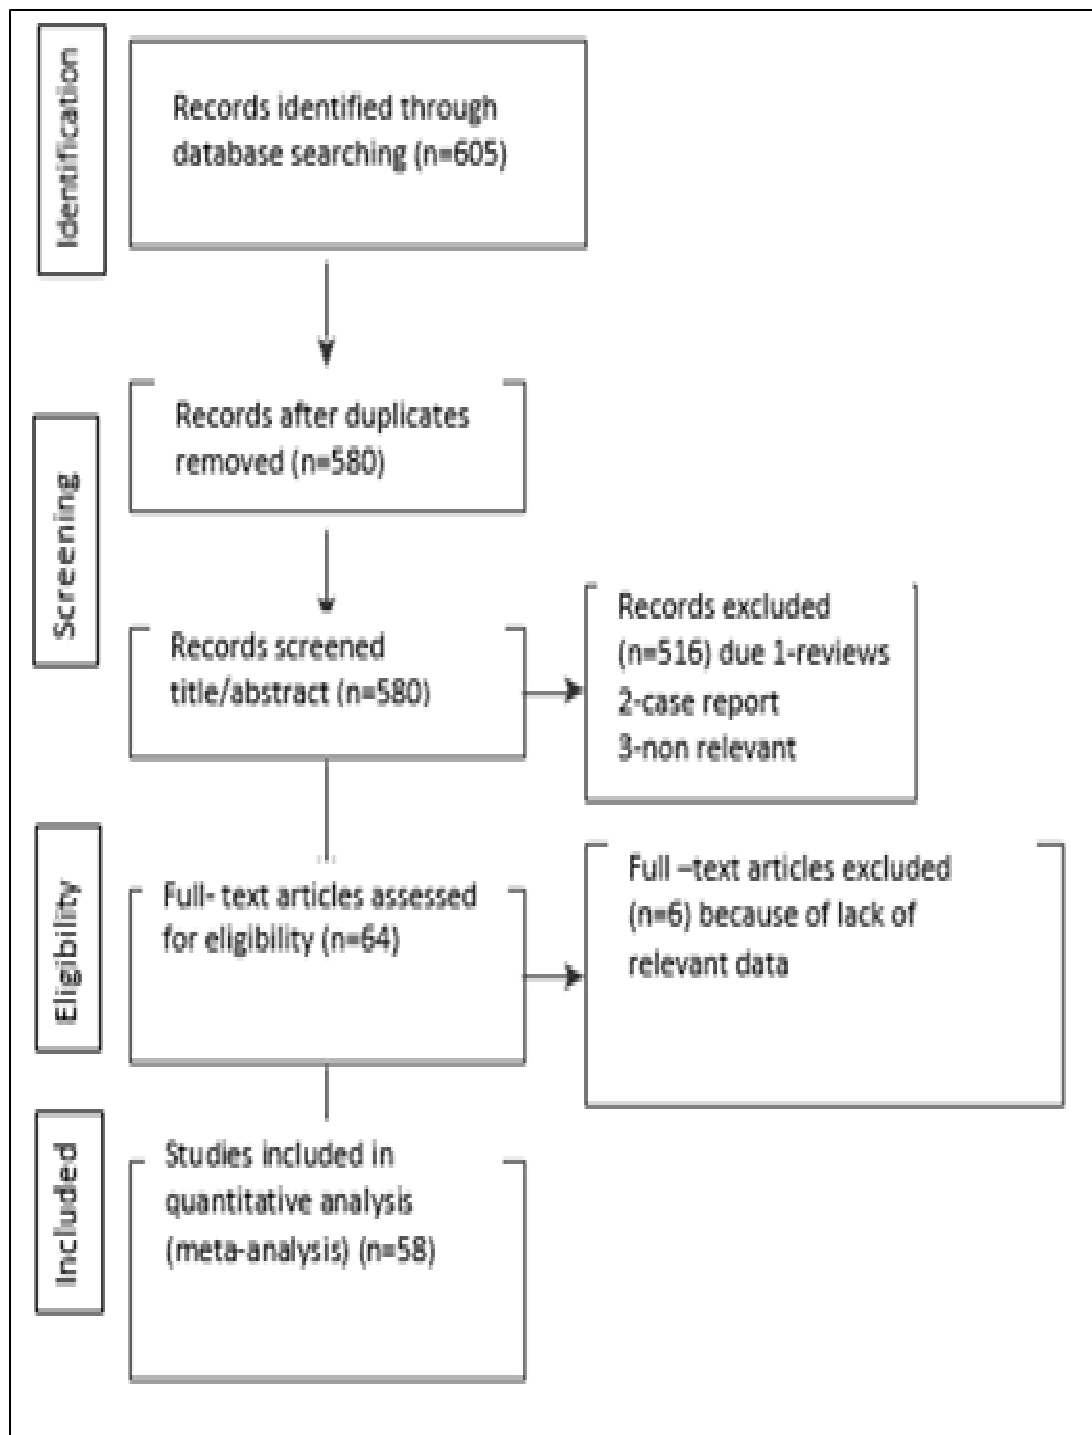 Identification
Records identified through
database searching (n=605)
Screening
Records after duplicates
removed (n=580)
Records screened
title/abstract (n=580)
Records excluded
(n=516) due 1-reviews
2-case report
3-non relevant
Eligibility
Full- text articles assessed
for eligibility (n=64)
Full –text articles excluded
(n=6) because of lack of
relevant data
Included
Studies included in
quantitative analysis
(meta-analysis) (n=58)